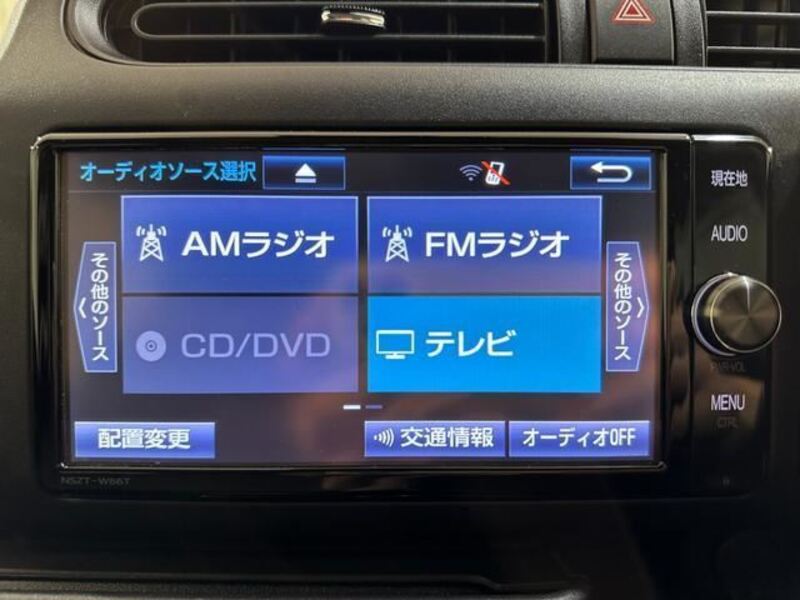 オーディオソース選択
現在地
AMラジオ
FMラジオ
AUDIO
その他のソース
その他のソース
CD/DVD
テレビ
PWR・VOL
MENU
CTRL
配置変更
交通情報
オーディオOFF
NSZT-W66T